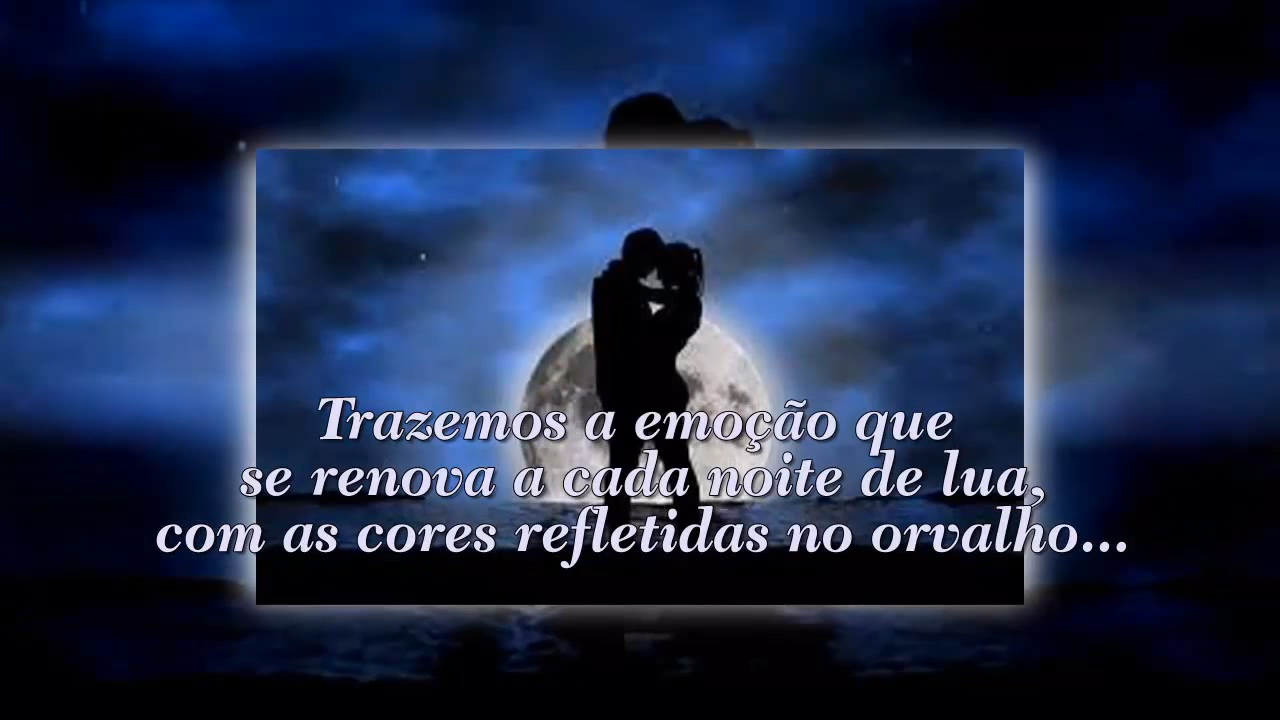 Trazemos a emoção que
se renova a cada noite de lua,
com as cores refletidas no orvalho...